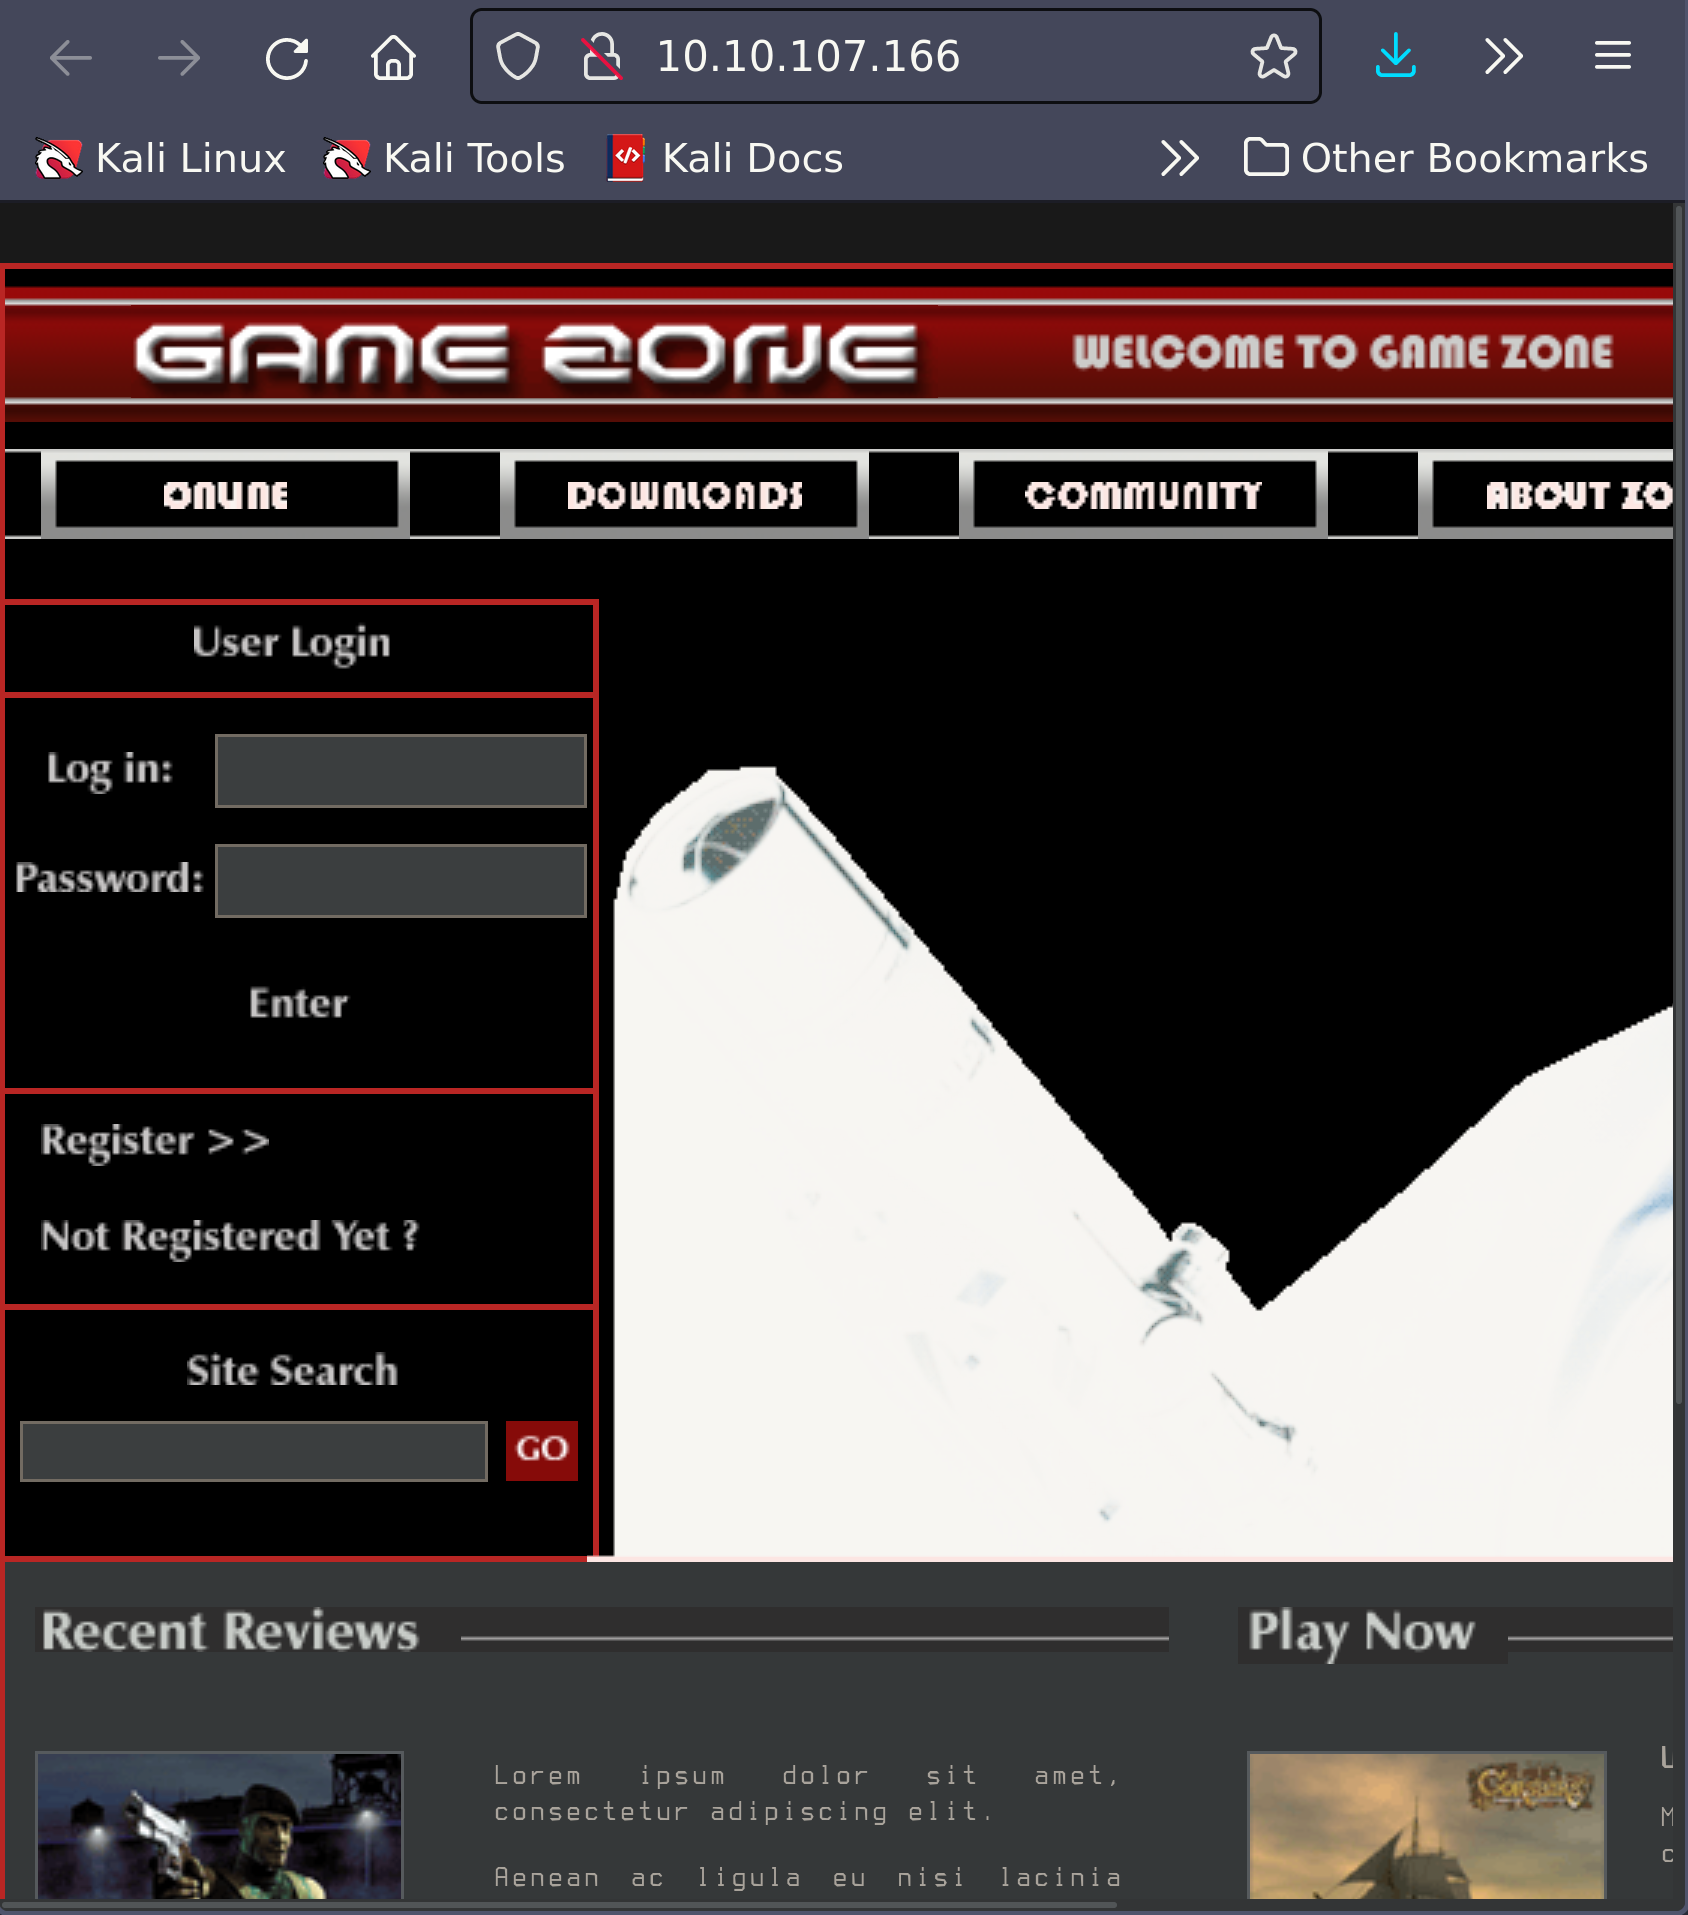 10.10.107.166
Kali Linux Kali Tools Kali Docs Other Bookmarks
GAME ZONE WELCOME TO GAME ZONE
ONLINE DOWNLOADS COMMUNITY ABOUT ZO
User Login
Log in:
Password:
Enter
Register >>
Not Registered Yet ?
Site Search
GO
Recent Reviews
Lorem ipsum dolor sit amet,
consectetur adipiscing elit.
Aenean ac ligula eu nisi lacinia
Play Now